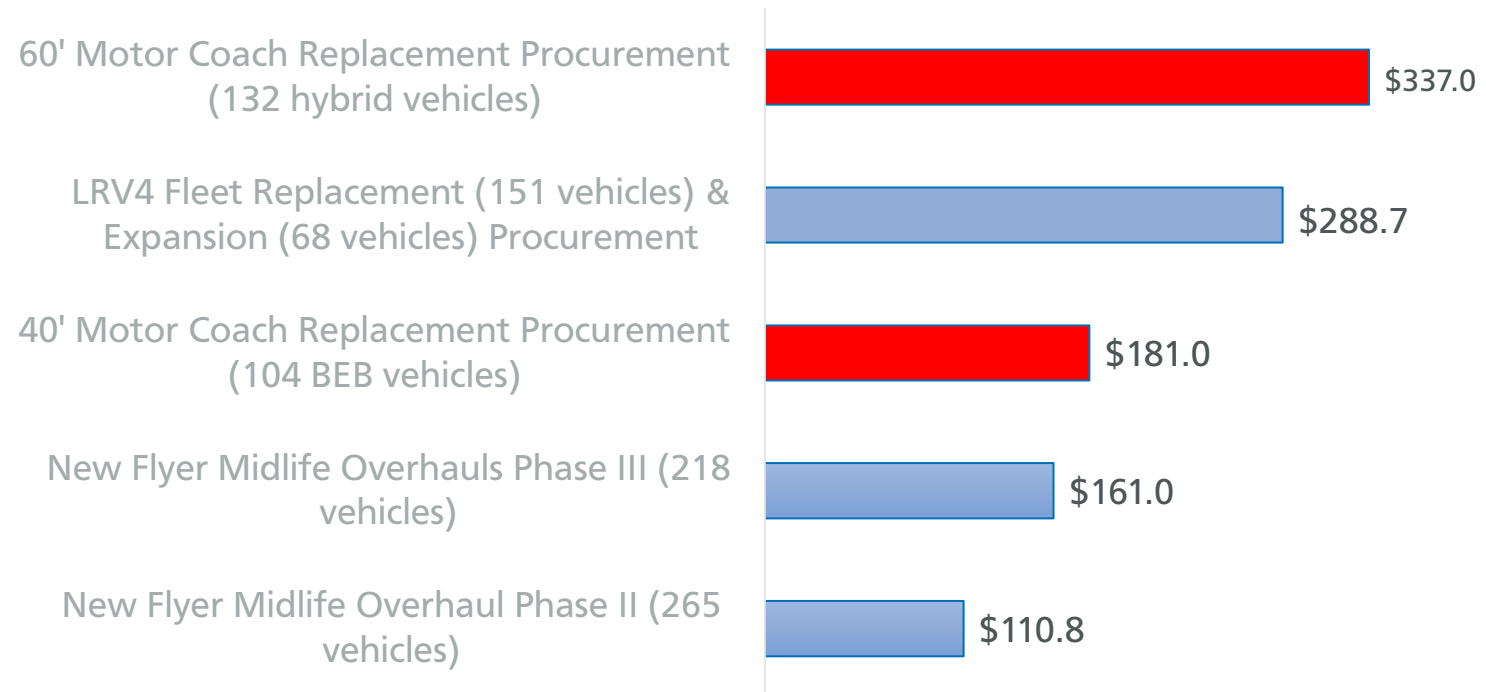 60' Motor Coach Replacement Procurement
(132 hybrid vehicles)
$337.0
LRV4 Fleet Replacement (151 vehicles) &
Expansion (68 vehicles) Procurement
$288.7
40' Motor Coach Replacement Procurement
(104 BEB vehicles)
$181.0
New Flyer Midlife Overhauls Phase III (218
vehicles)
$161.0
New Flyer Midlife Overhaul Phase II (265
vehicles)
$110.8